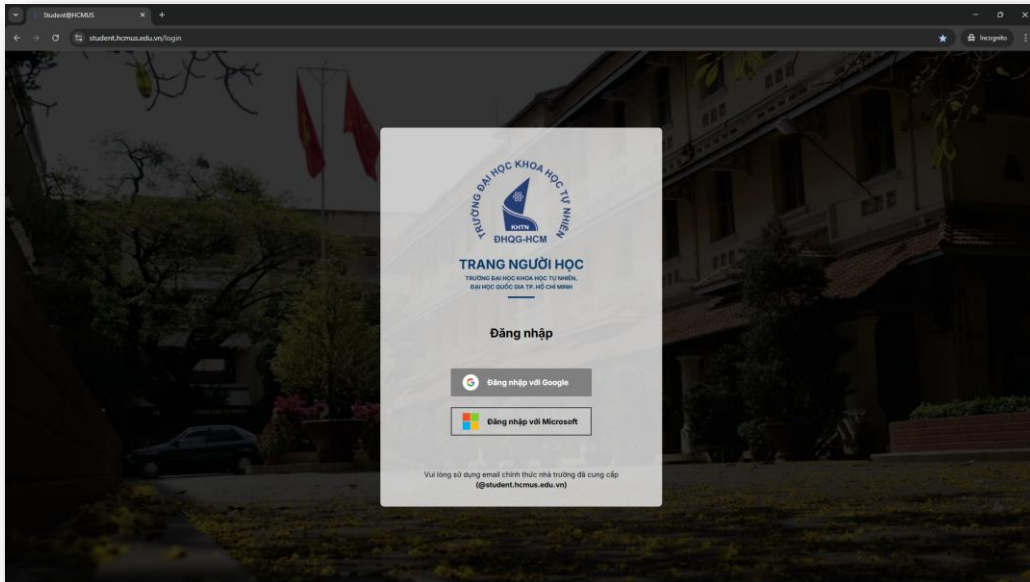 Student@HCMUS
student.hcmus.edu.vn/login
Incognito
TRƯỜNG ĐẠI HỌC KHOA HỌC TỰ NHIÊN
KHTN
ĐHQG-HCM
TRANG NGƯỜI HỌC
TRƯỜNG ĐẠI HỌC KHOA HỌC TỰ NHIÊN,
ĐẠI HỌC QUỐC GIA TP. HỒ CHÍ MINH
Đăng nhập
Đăng nhập với Google
Đăng nhập với Microsoft
Vui lòng sử dụng email chính thức nhà trường đã cung cấp
(@student.hcmus.edu.vn)